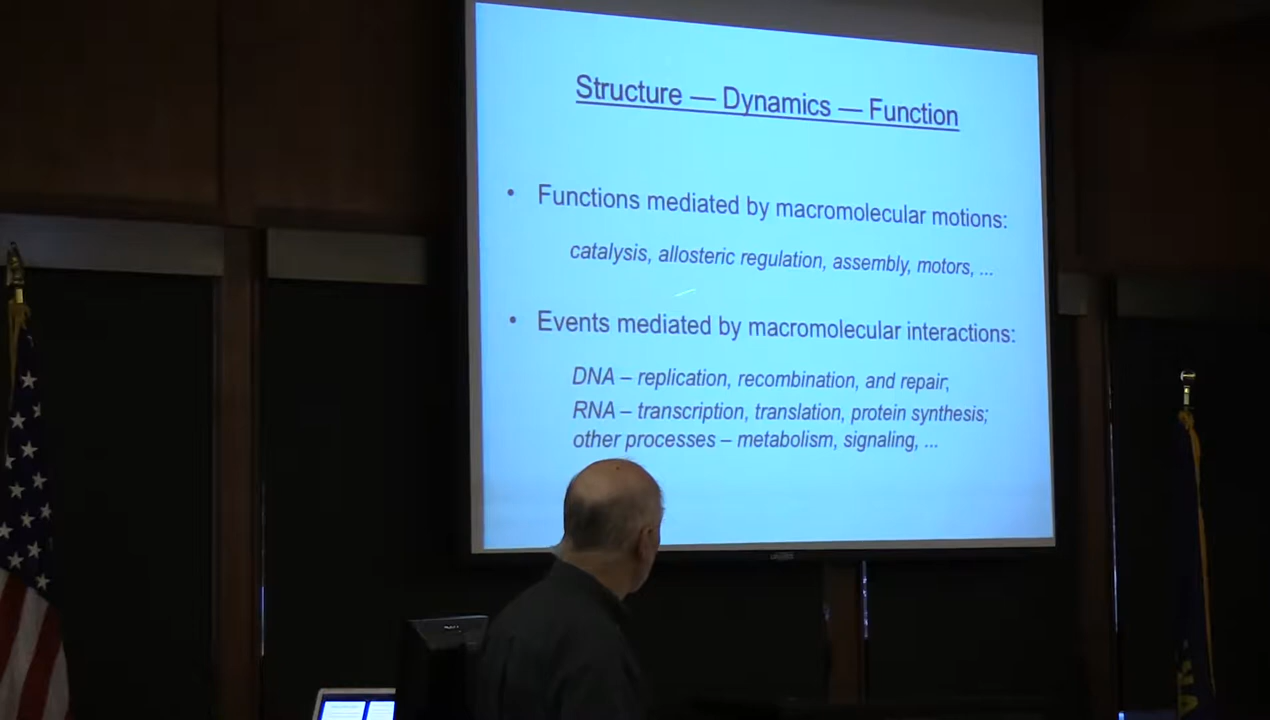 Structure — Dynamics — Function
• Functions mediated by macromolecular motions:
catalysis, allosteric regulation, assembly, motors, ...
• Events mediated by macromolecular interactions:
DNA – replication, recombination, and repair;
RNA – transcription, translation, protein synthesis;
other processes – metabolism, signaling, ...